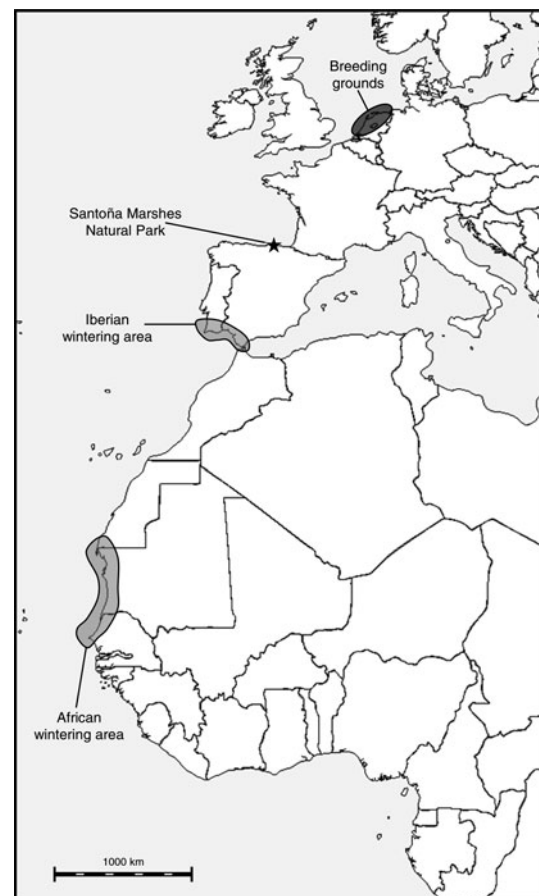 Breeding
grounds
Santoña Marshes
Natural Park
Iberian
wintering area
African
wintering area
1000 km